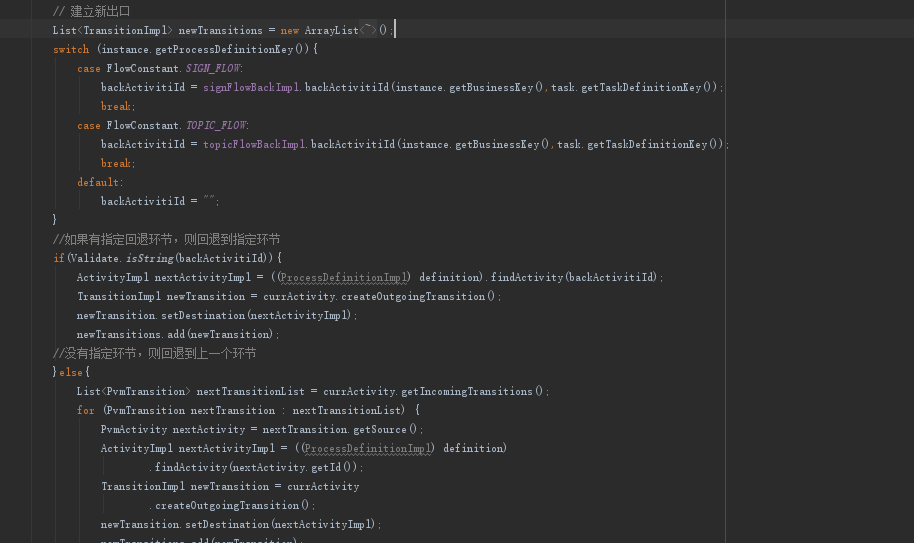 // 建立新出口
List<TransitionImpl> newTransitions = new ArrayList<~>();
switch (instance.getProcessDefinitionKey()){
case FlowConstant.SIGN_FLOW:
backActivitiId = signFlowBackImpl.backActivitiId(instance.getBusinessKey(),task.getTaskDefinitionKey());
break;
case FlowConstant.TOPIC_FLOW:
backActivitiId = topicFlowBackImpl.backActivitiId(instance.getBusinessKey(),task.getTaskDefinitionKey());
break;
default:
backActivitiId = "";
}
//如果有指定回退环节，则回退到指定环节
if(Validate.isString(backActivitiId)){
ActivityImpl nextActivityImpl = ((ProcessDefinitionImpl) definition).findActivity(backActivitiId);
TransitionImpl newTransition = currActivity.createOutgoingTransition();
newTransition.setDestination(nextActivityImpl);
newTransitions.add(newTransition);
//没有指定环节，则回退到上一个环节
}else{
List<PvmTransition> nextTransitionList = currActivity.getIncomingTransitions();
for (PvmTransition nextTransition : nextTransitionList) {
PvmActivity nextActivity = nextTransition.getSource();
ActivityImpl nextActivityImpl = ((ProcessDefinitionImpl) definition)
.findActivity(nextActivity.getId());
TransitionImpl newTransition = currActivity
.createOutgoingTransition();
newTransition.setDestination(nextActivityImpl);
newTransitions.add(newTransition);